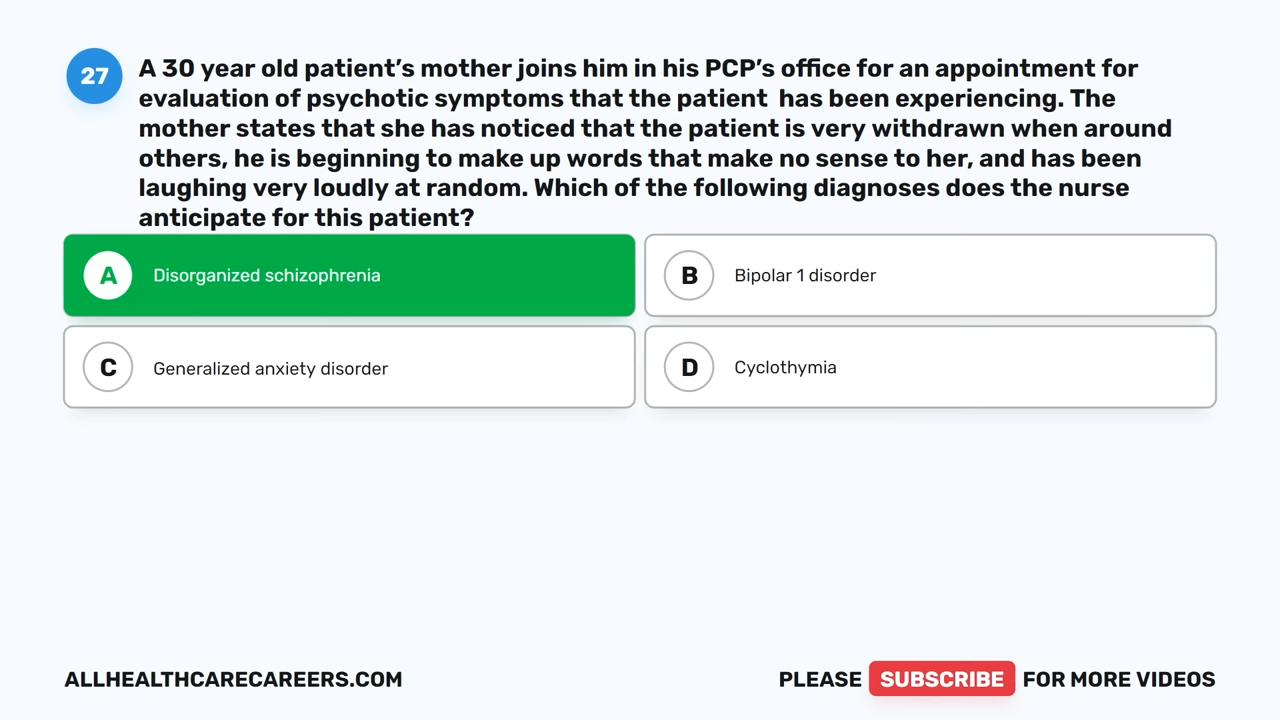 27
A 30 year old patient’s mother joins him in his PCP’s office for an appointment for
evaluation of psychotic symptoms that the patient  has been experiencing. The
mother states that she has noticed that the patient is very withdrawn when around
others, he is beginning to make up words that make no sense to her, and has been
laughing very loudly at random. Which of the following diagnoses does the nurse
anticipate for this patient?
A Disorganized schizophrenia
B Bipolar 1 disorder
C Generalized anxiety disorder
D Cyclothymia
ALLHEALTHCARECAREERS.COM
PLEASE SUBSCRIBE FOR MORE VIDEOS